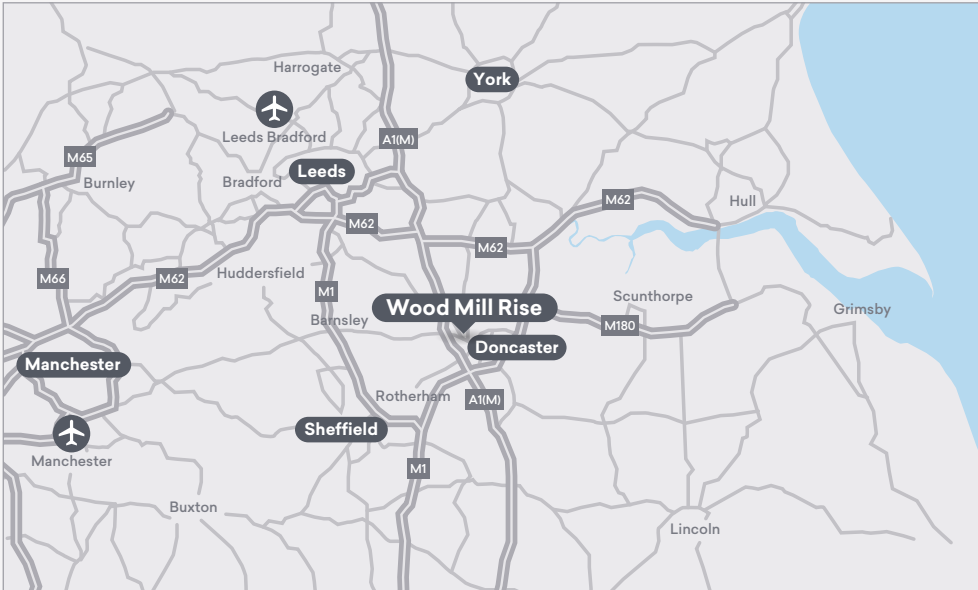 Harrogate
York
Leeds Bradford
A1(M)
M65
Leeds
Burnley
Bradford
M62
Hull
M62
M62
M66
M62
Huddersfield
M1
Scunthorpe
Wood Mill Rise
Grimsby
Barnsley
M180
Doncaster
Manchester
Rotherham
A1(M)
Sheffield
Manchester
M1
Buxton
Lincoln